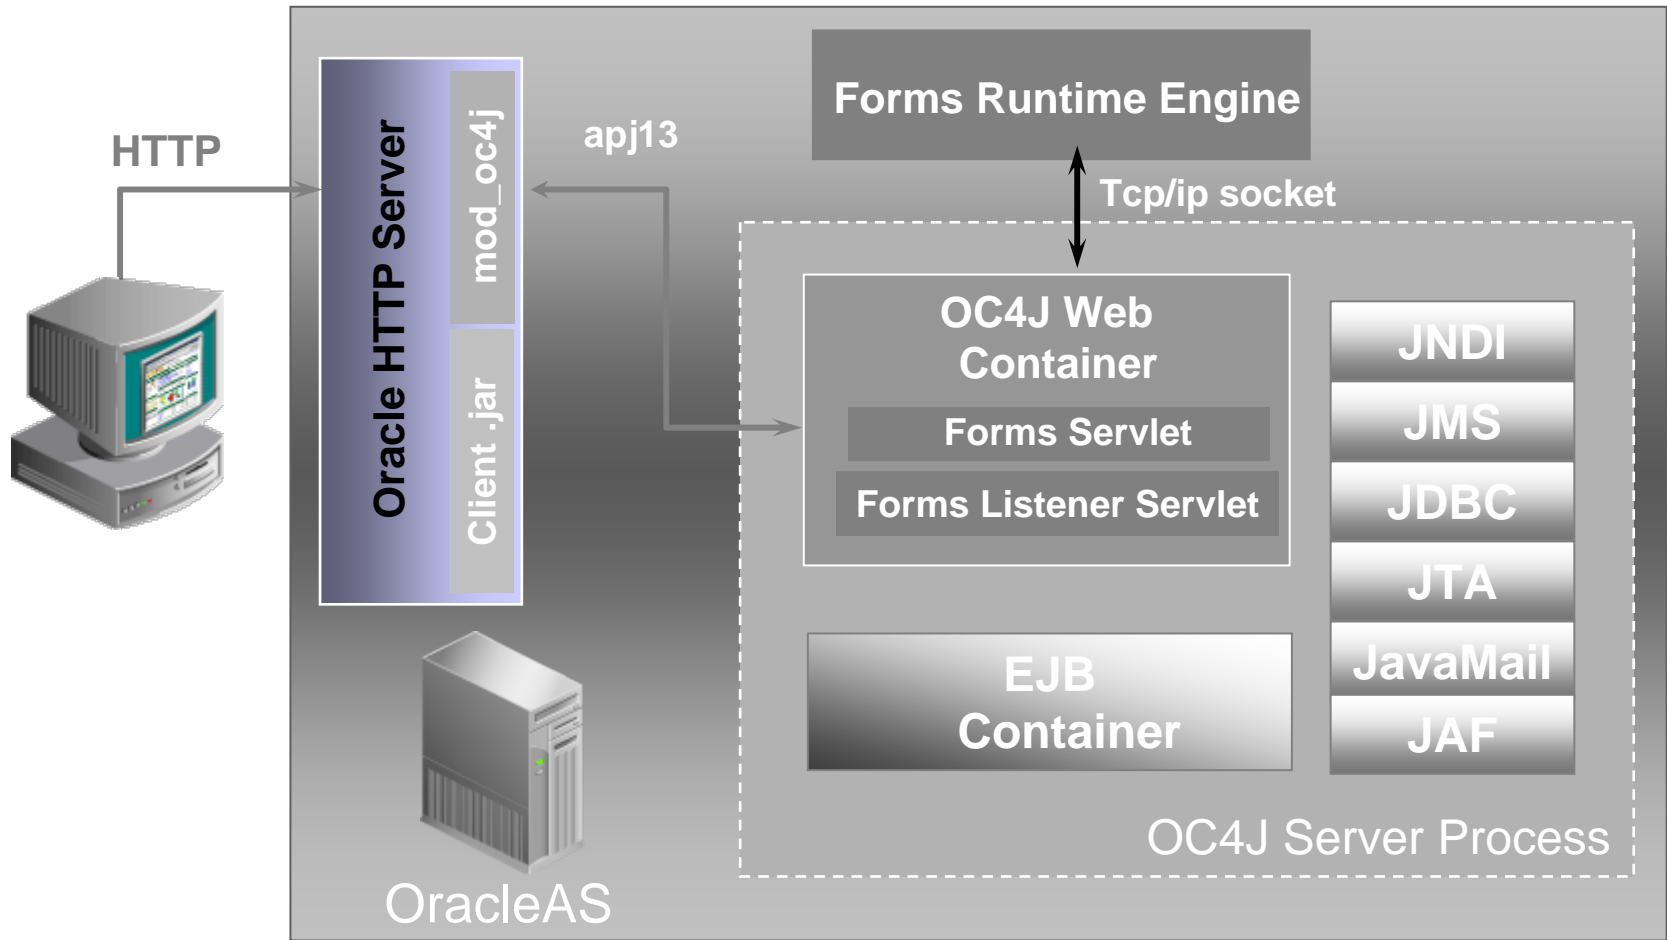 HTTP
Oracle HTTP Server
mod_oc4j
Client .jar
apj13
Forms Runtime Engine
Tcp/ip socket
OC4J Web
Container
Forms Servlet
Forms Listener Servlet
EJB
Container
JNDI
JMS
JDBC
JTA
JavaMail
JAF
OC4J Server Process
OracleAS